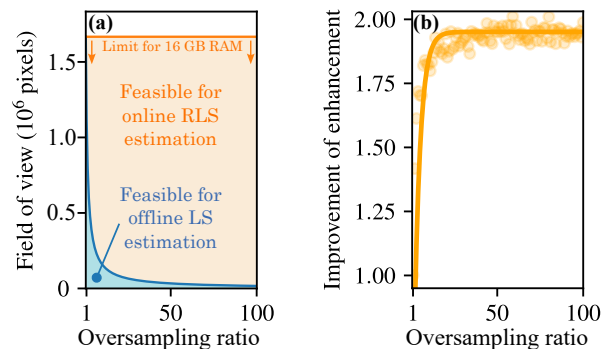 (a)
Limit for 16 GB RAM
Feasible for
online RLS
estimation
Feasible for
offline LS
estimation
Field of view (10⁶ pixels)
1.5
1.0
0.5
0
1
50
100
Oversampling ratio
(b)
Improvement of enhancement
2.00
1.75
1.50
1.25
1.00
1
50
100
Oversampling ratio